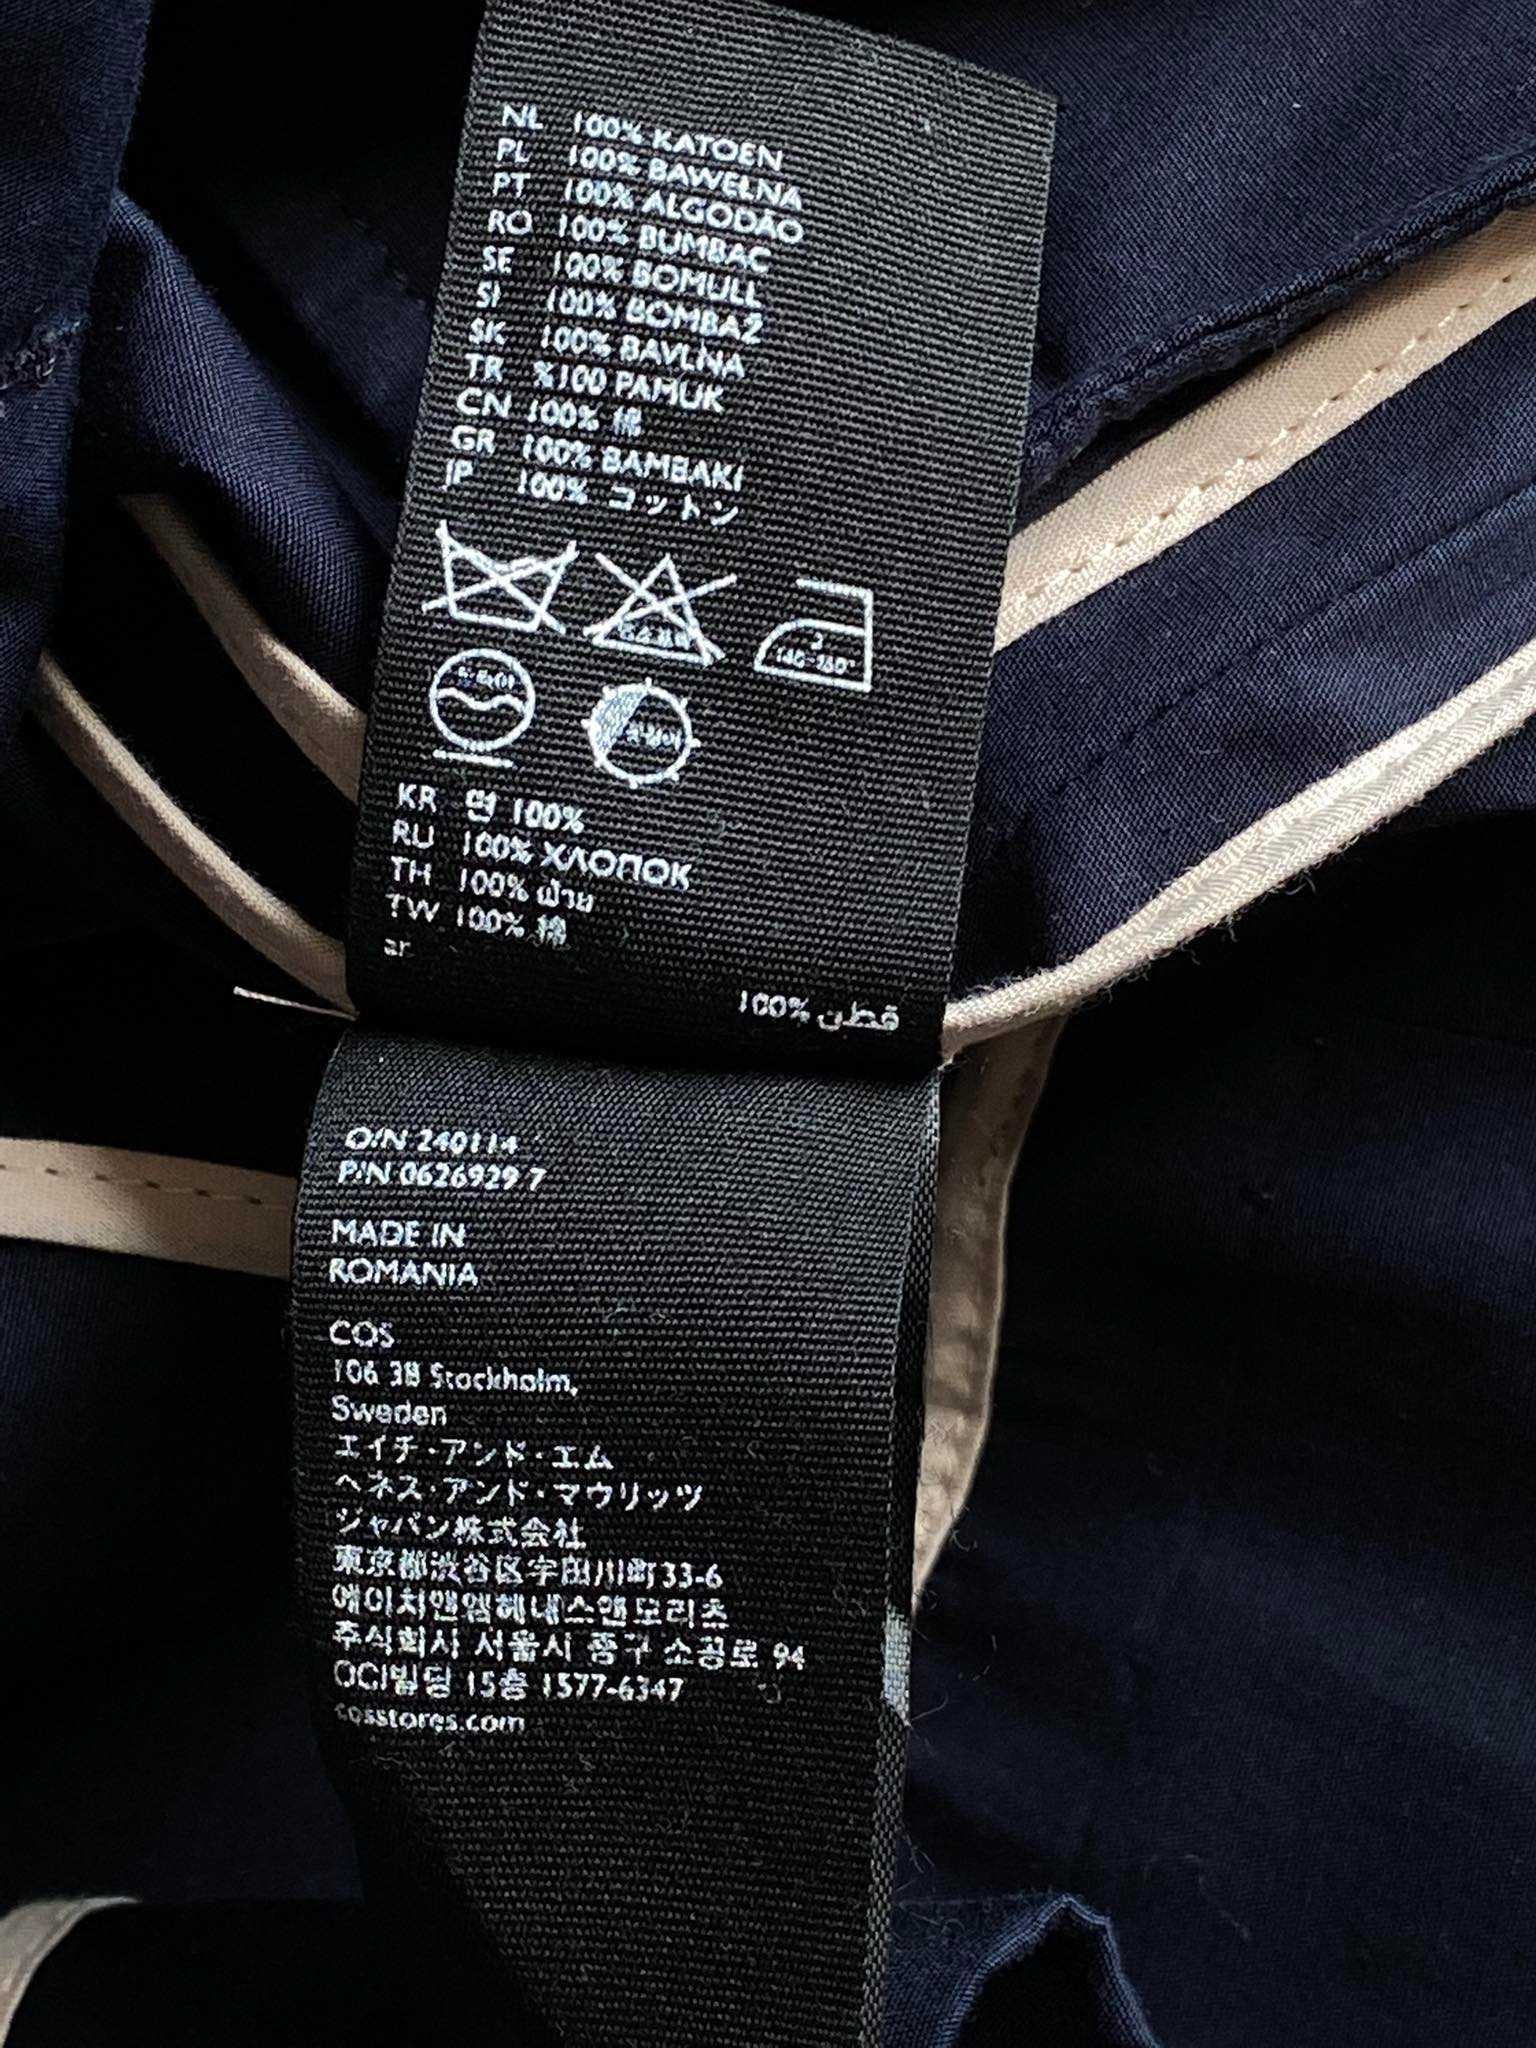 NL 100% KATOEN
PL 100% BAWEŁNA
PT 100% ALGODÃO
RO 100% BUMBAC
SE 100% BOMULL
SI 100% BOMBAŽ
SK 100% BAVLNA
TR %100 PAMUK
CN 100% 棉
GR 100% BAMBAKI
JP 100% コットン
3
140-160°
KR 면 100%
RU 100% ХЛОПОК
TH 100% ฝ้าย
TW 100% 棉
ar
100% قطن
O/N 240114
P/N 0626929 7
MADE IN
ROMANIA
COS
106 38 Stockholm,
Sweden
エイチ・アンド・エム
ヘネス・アンド・マウリッツ
ジャパン株式会社
東京都渋谷区宇田川町33-6
에이치앤엠헤네스앤모리츠
주식회사 서울시 중구 소공로 94
OCI빌딩 15층 1577-6347
cosstores.com